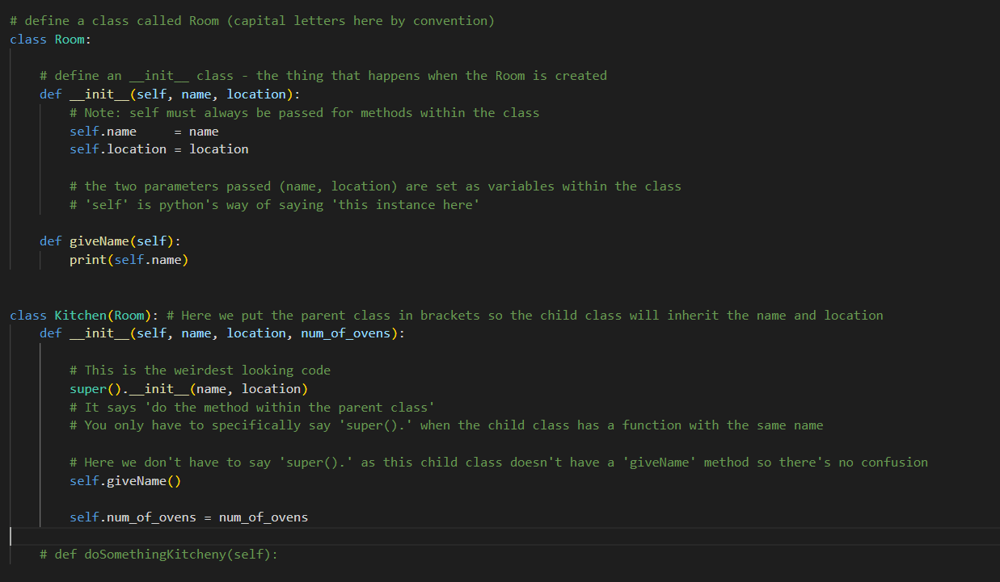 # define a class called Room (capital letters here by convention)
class Room:
    # define an __init__ class - the thing that happens when the Room is created
    def __init__(self, name, location):
        # Note: self must always be passed for methods within the class
        self.name     = name
        self.location = location
        # the two parameters passed (name, location) are set as variables within the class
        # 'self' is python's way of saying 'this instance here'
    def giveName(self):
        print(self.name)
class Kitchen(Room): # Here we put the parent class in brackets so the child class will inherit the name and location
    def __init__(self, name, location, num_of_ovens):
        # This is the weirdest looking code
        super().__init__(name, location)
        # It says 'do the method within the parent class'
        # You only have to specifically say 'super().' when the child class has a function with the same name
        # Here we don't have to say 'super().' as this child class doesn't have a 'giveName' method so there's no confusion
        self.giveName()
        self.num_of_ovens = num_of_ovens
    # def doSomethingKitcheny(self):